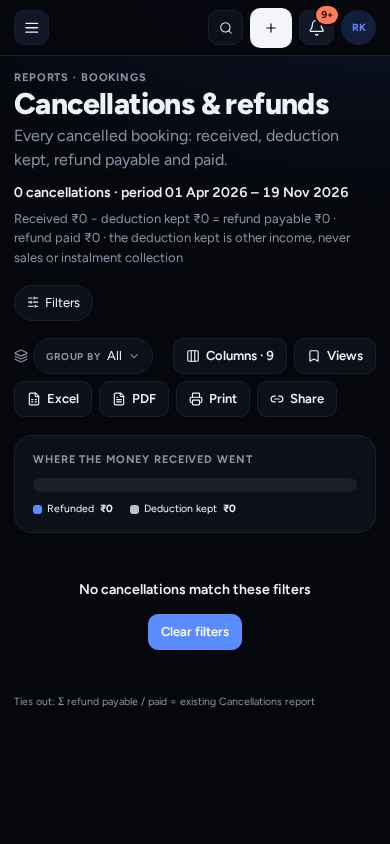 9+
RK
REPORTS · BOOKINGS
Cancellations & refunds
Every cancelled booking: received, deduction
kept, refund payable and paid.
0 cancellations · period 01 Apr 2026 – 19 Nov 2026
Received ₹0 − deduction kept ₹0 = refund payable ₹0 ·
refund paid ₹0 · the deduction kept is other income, never
sales or instalment collection
Filters
GROUP BY All
Columns · 9
Views
Excel
PDF
Print
Share
WHERE THE MONEY RECEIVED WENT
Refunded ₹0
Deduction kept ₹0
No cancellations match these filters
Clear filters
Ties out: Σ refund payable / paid = existing Cancellations report